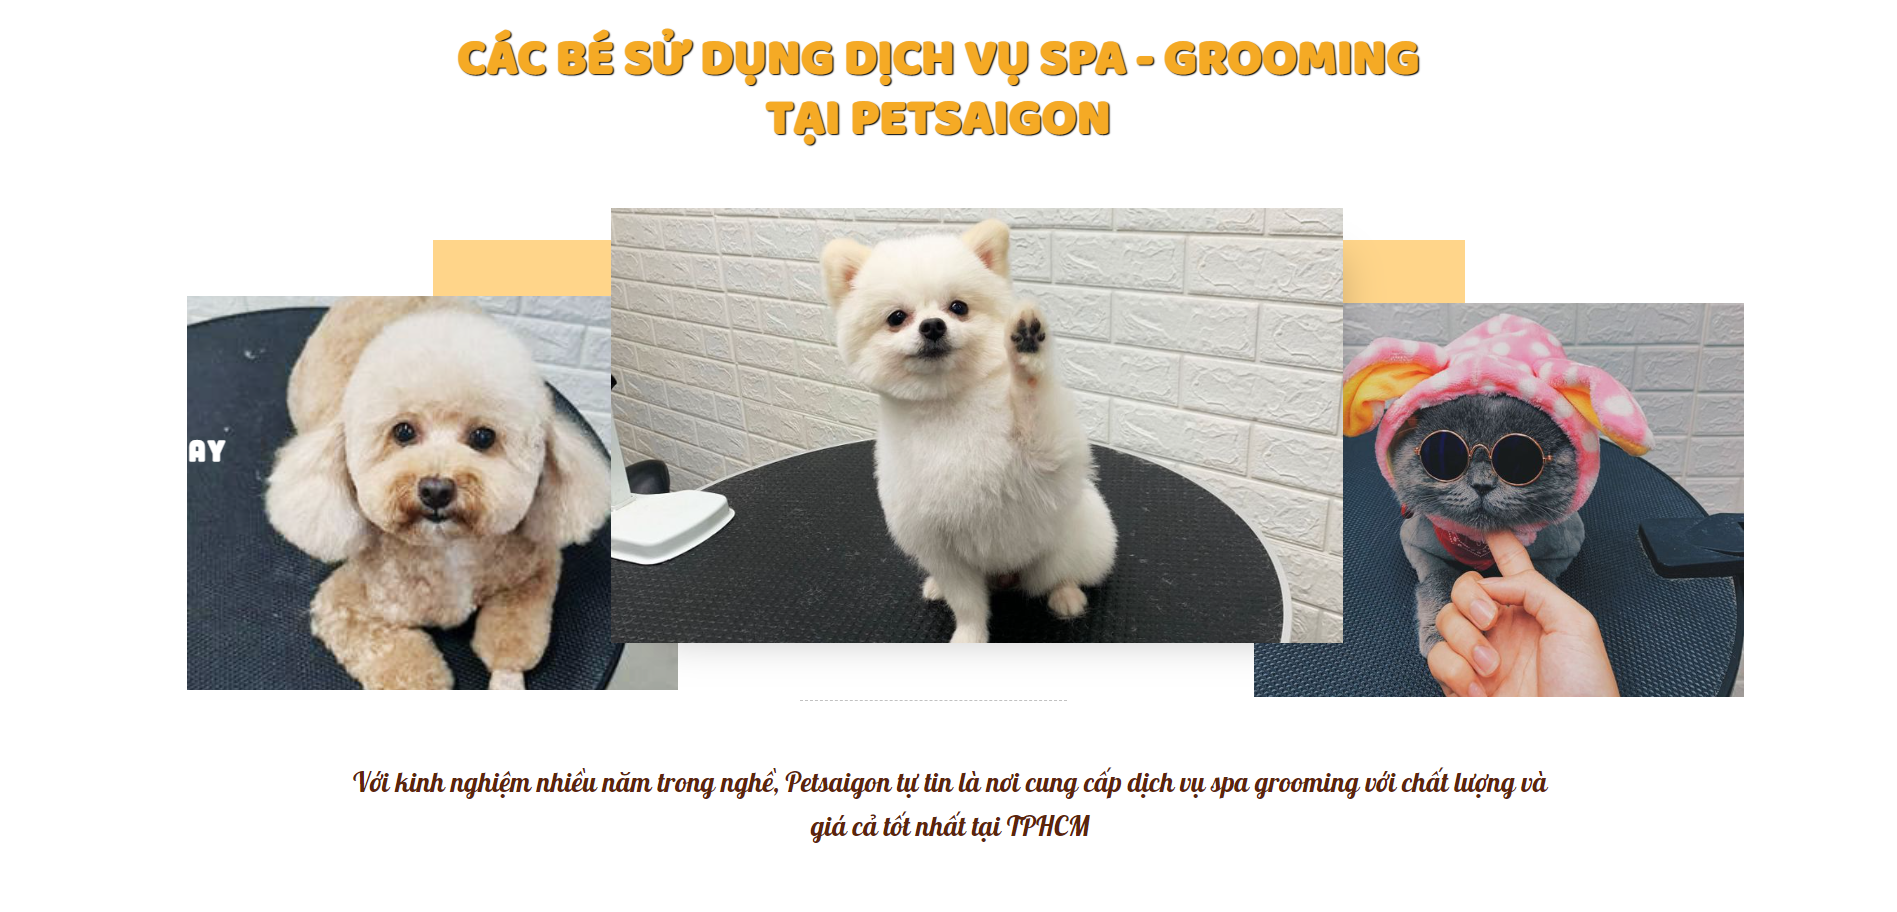 CÁC BÉ SỬ DỤNG DỊCH VỤ SPA - GROOMING
TẠI PETSAIGON
AY
Với kinh nghiệm nhiều năm trong nghề, Petsaigon tự tin là nơi cung cấp dịch vụ spa grooming với chất lượng và
giá cả tốt nhất tại TPHCM